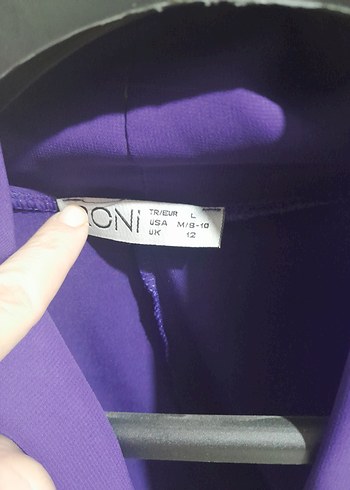 ONi
TR/EUR L
USA M/8-10
UK 12